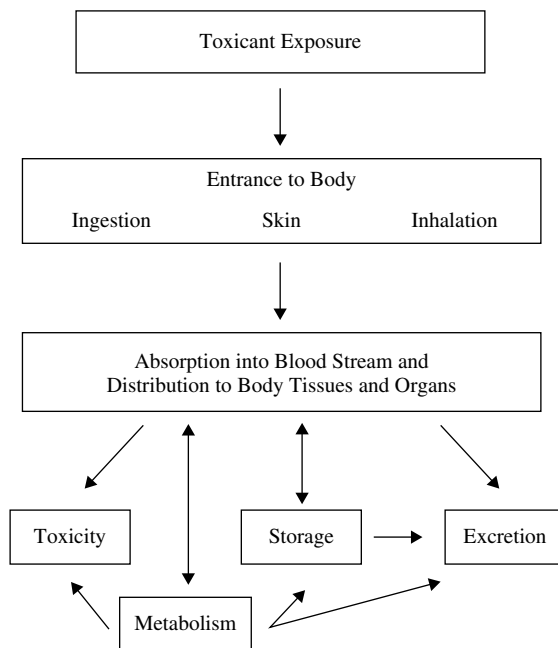 Toxicant Exposure
Entrance to Body
Ingestion Skin Inhalation
Absorption into Blood Stream and
Distribution to Body Tissues and Organs
Toxicity Storage Excretion
Metabolism